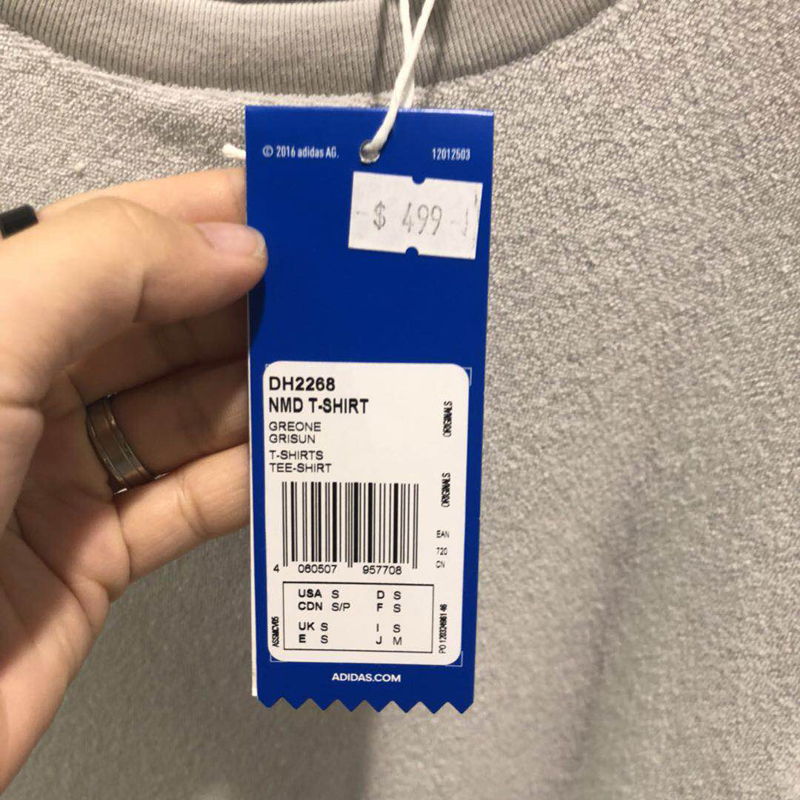 © 2016 adidas AG. 12012503
$ 499
DH2268
NMD T-SHIRT
GREONE
GRISUN
T-SHIRTS
TEE-SHIRT
ORIGINALS
ORIGINALS
EAN
720
CN
4 060507 957708
USA S D S
CDN S/P F S
UK S I S
E S J M
ADIDAS.COM